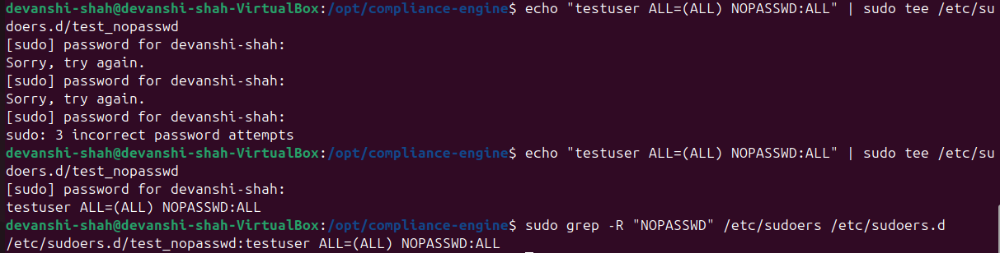 devanshi-shah@devanshi-shah-VirtualBox:/opt/compliance-engine$ echo "testuser ALL=(ALL) NOPASSWD:ALL" | sudo tee /etc/su
doers.d/test_nopasswd
[sudo] password for devanshi-shah:
Sorry, try again.
[sudo] password for devanshi-shah:
Sorry, try again.
[sudo] password for devanshi-shah:
sudo: 3 incorrect password attempts
devanshi-shah@devanshi-shah-VirtualBox:/opt/compliance-engine$ echo "testuser ALL=(ALL) NOPASSWD:ALL" | sudo tee /etc/su
doers.d/test_nopasswd
[sudo] password for devanshi-shah:
testuser ALL=(ALL) NOPASSWD:ALL
devanshi-shah@devanshi-shah-VirtualBox:/opt/compliance-engine$ sudo grep -R "NOPASSWD" /etc/sudoers /etc/sudoers.d
/etc/sudoers.d/test_nopasswd:testuser ALL=(ALL) NOPASSWD:ALL